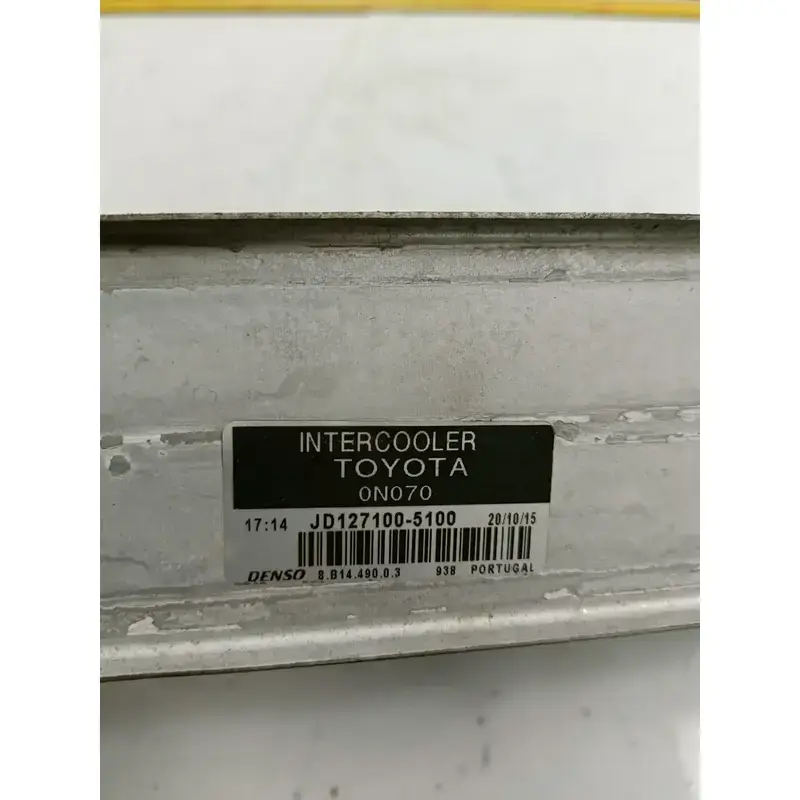 INTERCOOLER
TOYOTA
0N070
17:14 JD127100-5100 20/10/15
DENSO 8.B14.490.0.3 938 PORTUGAL